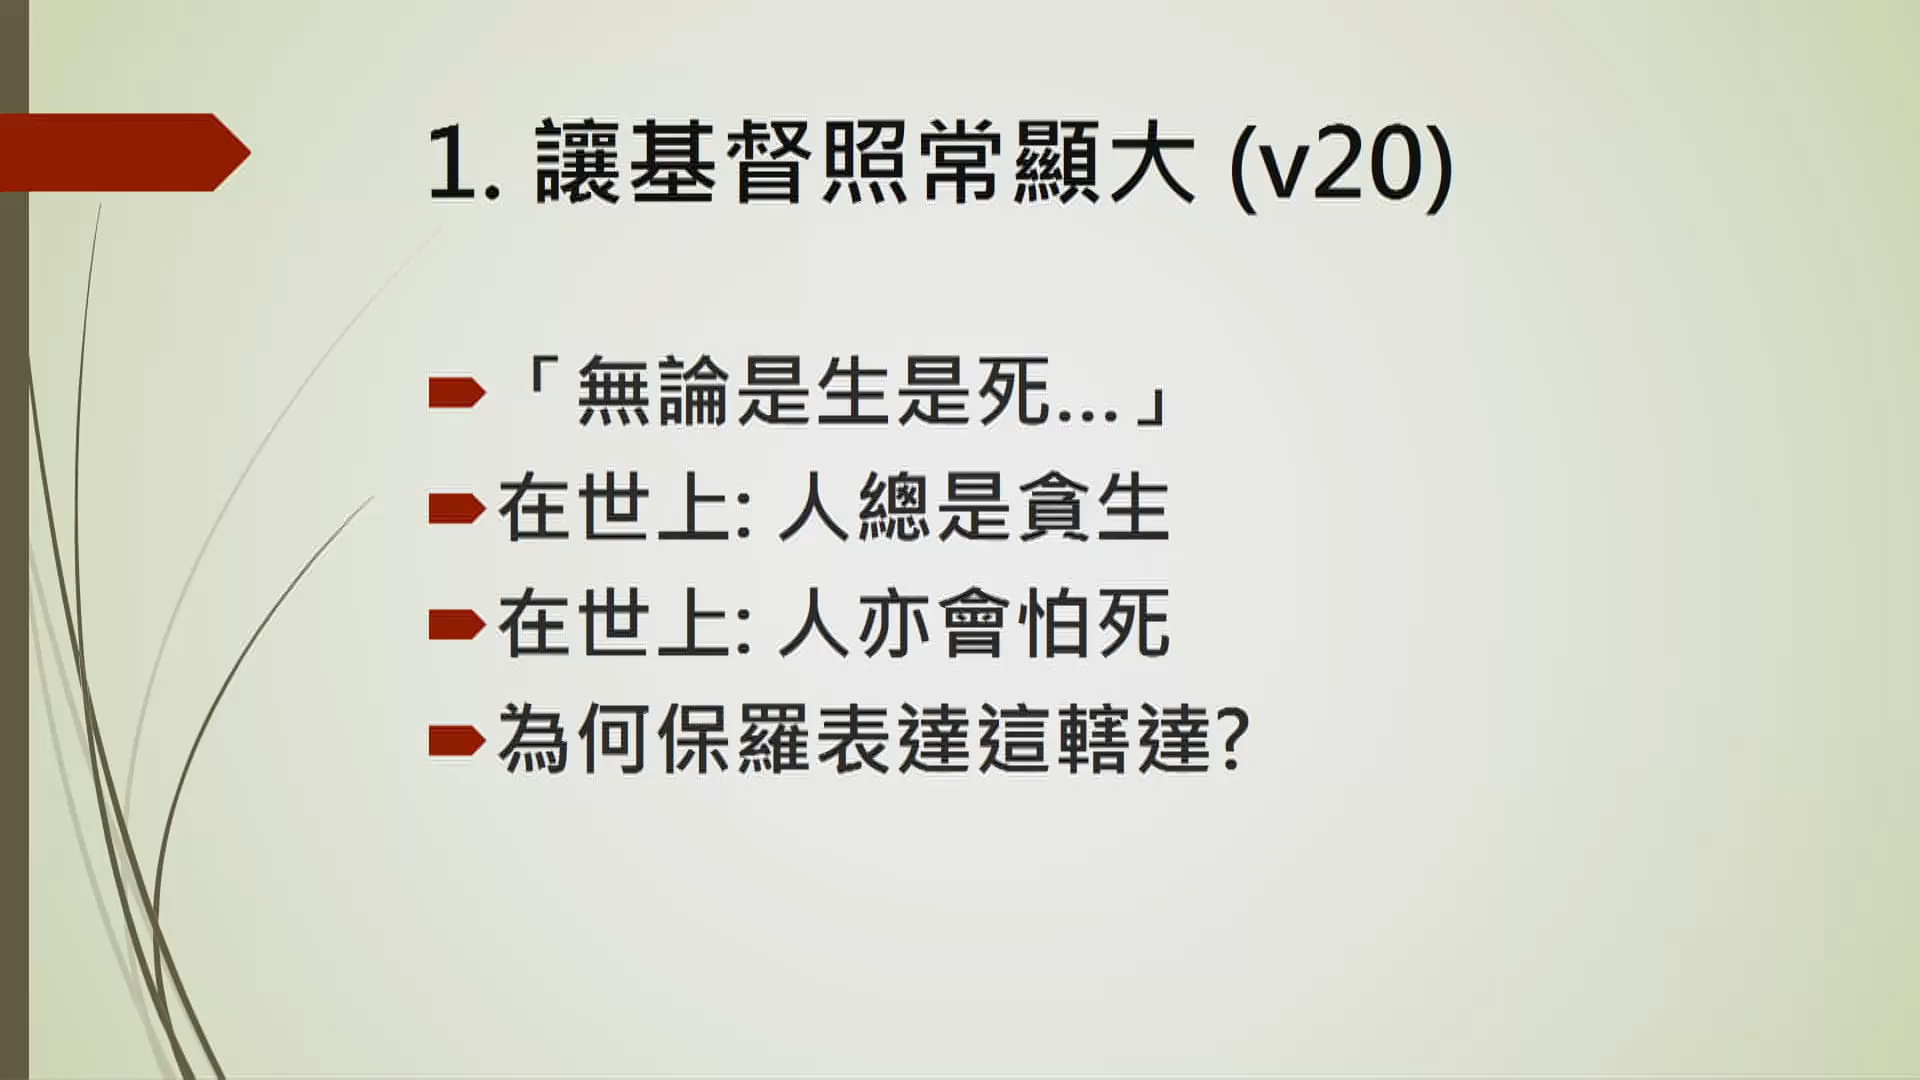 1. 讓基督照常顯大 (v20)
「無論是生是死…」
在世上: 人總是貪生
在世上: 人亦會怕死
為何保羅表達這轄達?